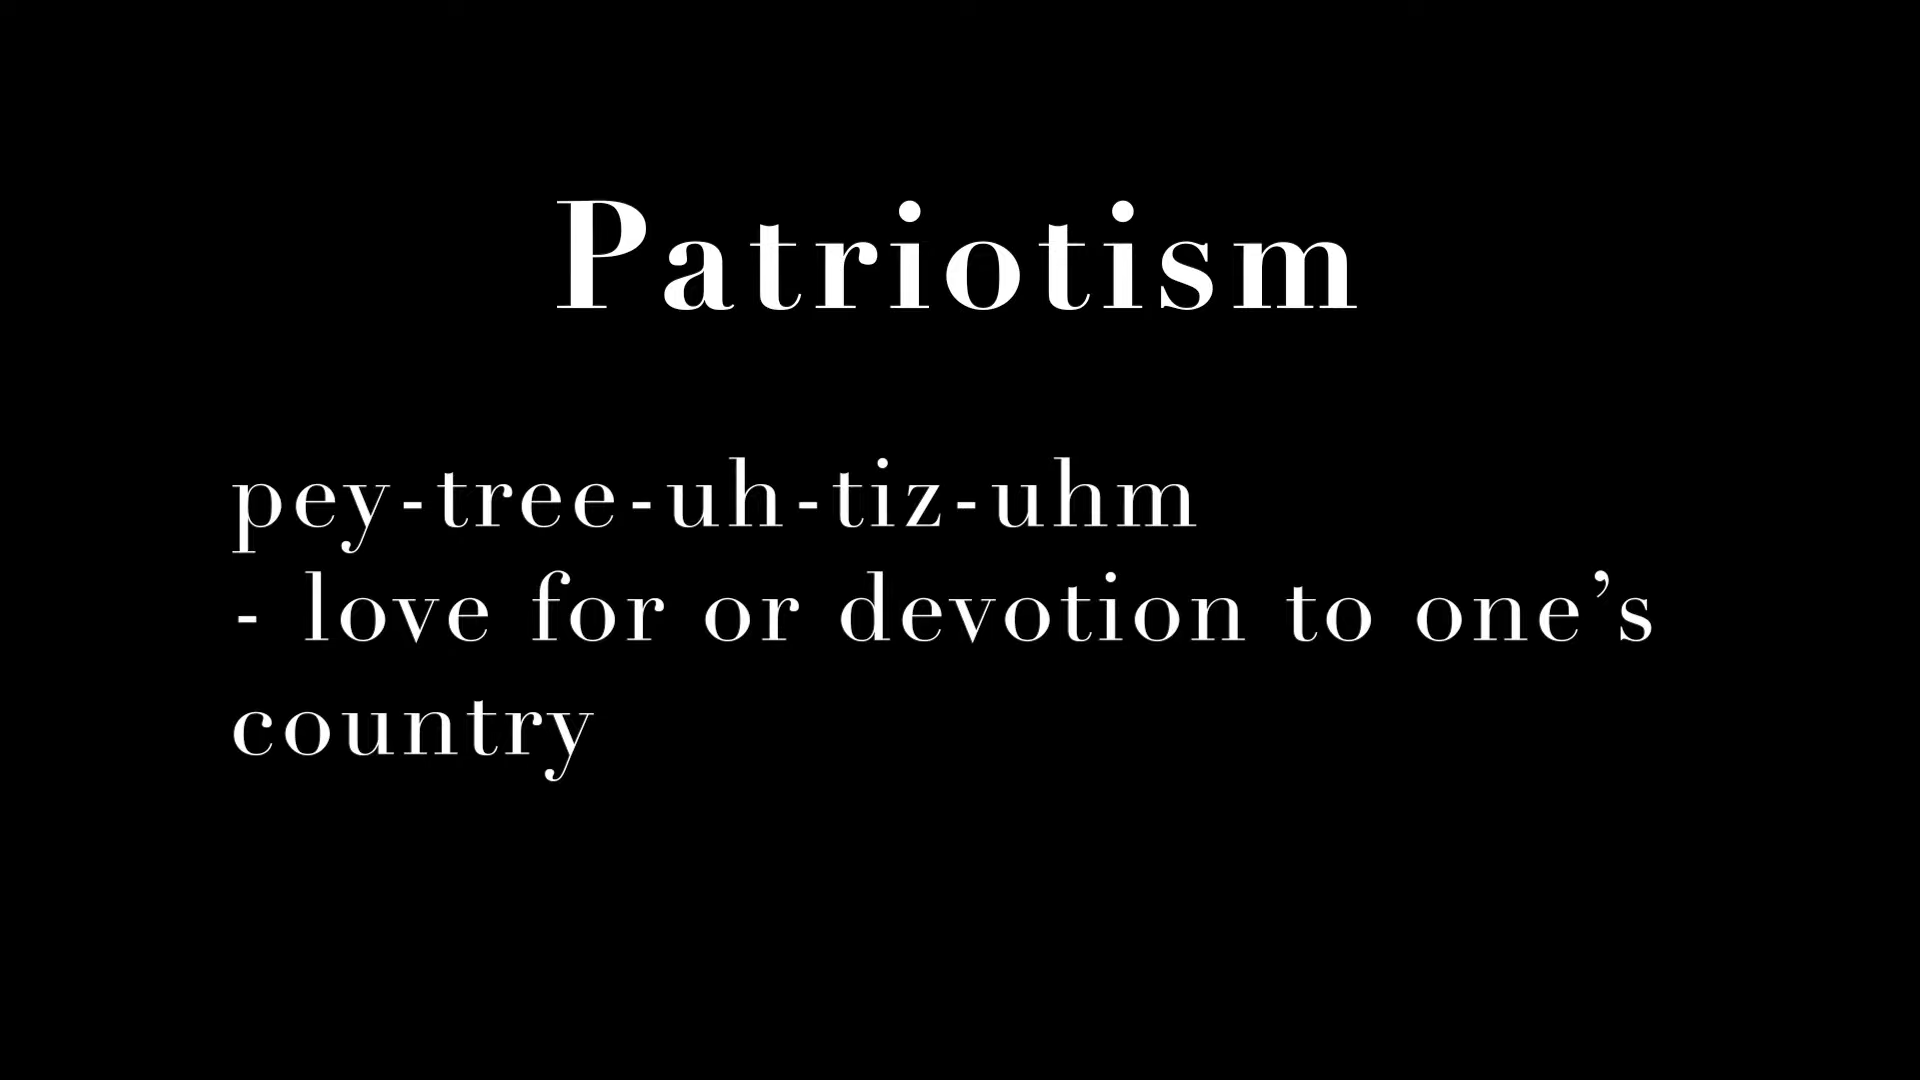 Patriotism
pey-tree-uh-tiz-uhm
- love for or devotion to one’s
country